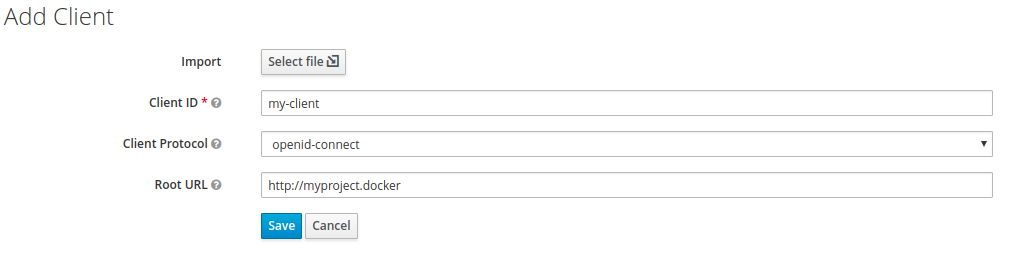 Add Client
Import Select file
Client ID * my-client
Client Protocol openid-connect
Root URL http://myproject.docker
Save Cancel